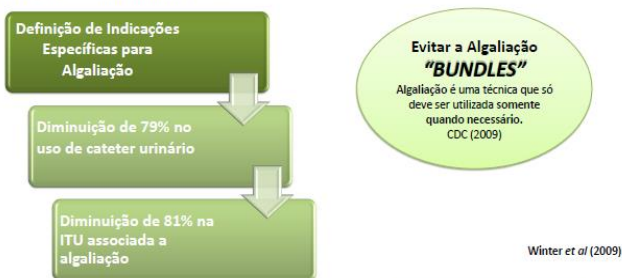 Definição de Indicações
Específicas para
Algaliação
Diminuição de 79% no
uso de cateter urinário
Diminuição de 81% na
ITU associada a
algaliação
Evitar a Algaliação
"BUNDLES"
Algaliação é uma técnica que só
deve ser utilizada somente
quando necessário.
CDC (2009)
Winter et al (2009)